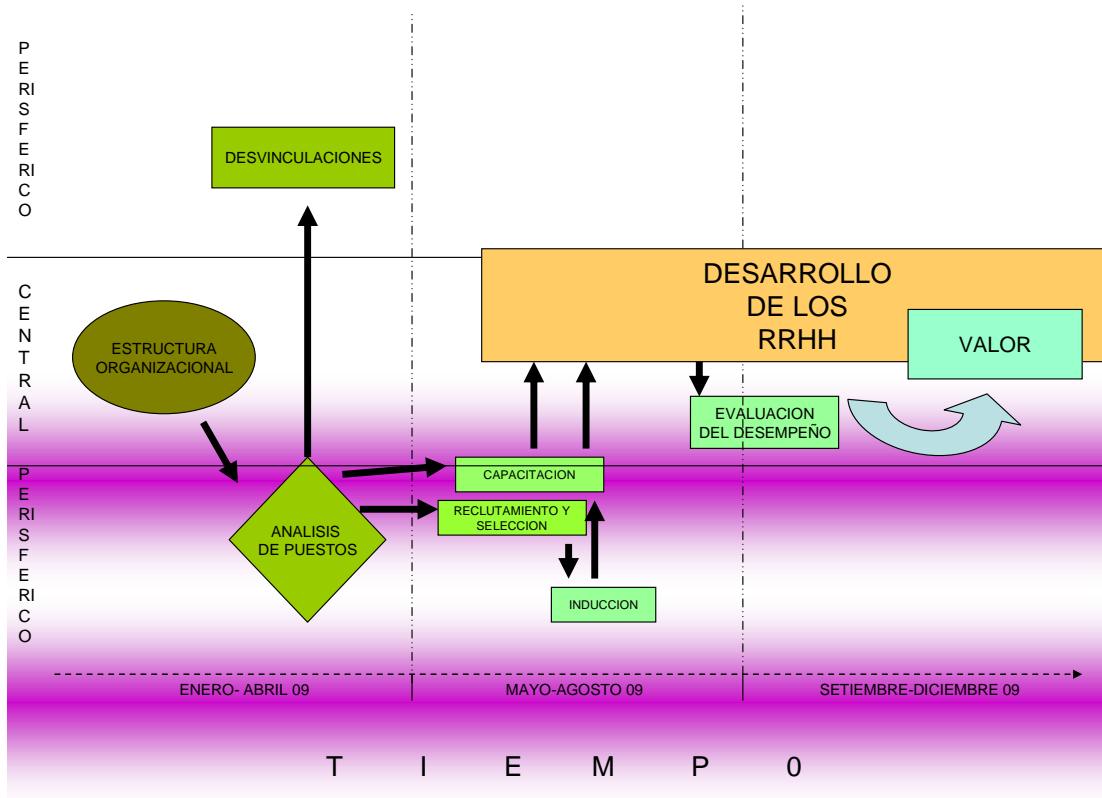 P
E
RI
S
F
E
RI
C
O
DESVINCULACIONES
C
E
N
T
R
A
L
ESTRUCTURA
ORGANIZACIONAL
DESARROLLO
DE LOS
RRHH
VALOR
EVALUACION
DEL DESEMPEÑO
P
E
RI
S
F
E
RI
C
O
CAPACITACION
RECLUTAMIENTO Y
SELECCION
ANALISIS
DE PUESTOS
INDUCCION
ENERO- ABRIL 09
MAYO-AGOSTO 09
SETIEMBRE-DICIEMBRE 09
T I E M P 0